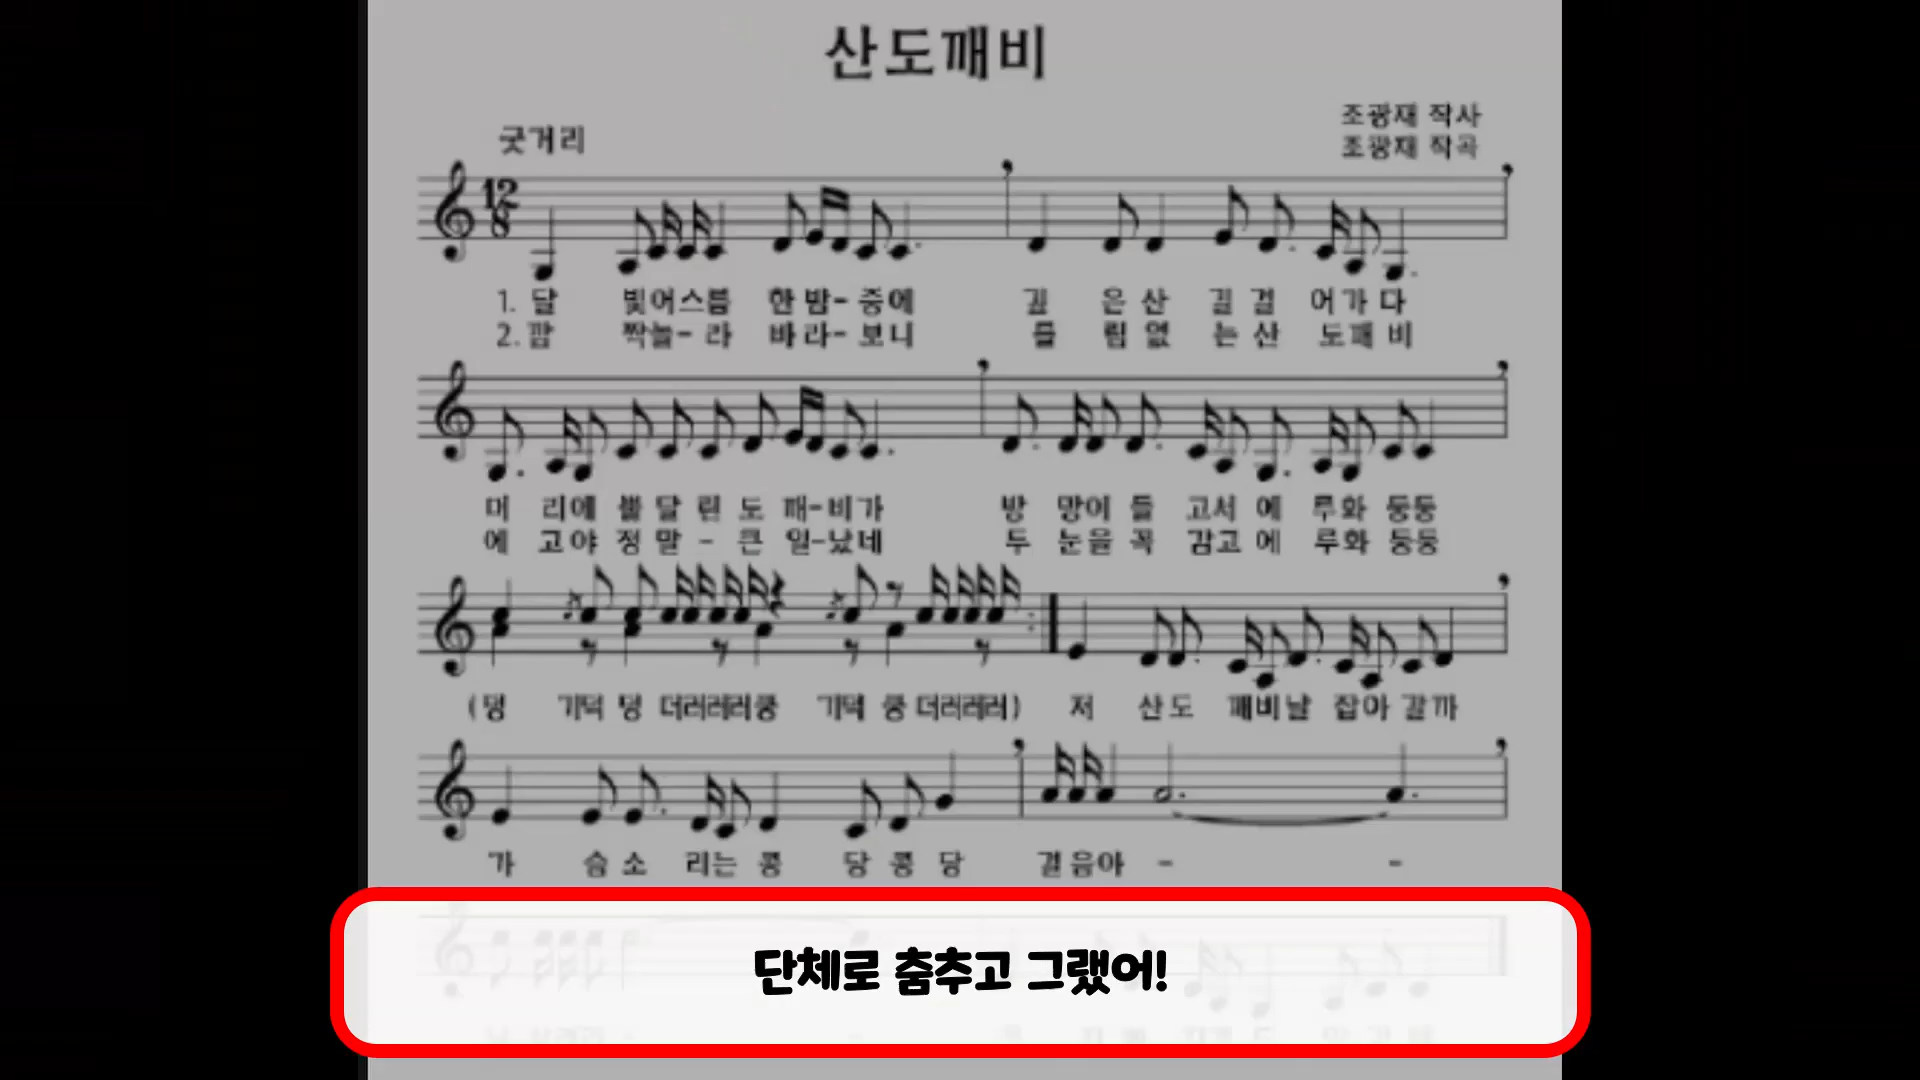 산도깨비
조광재 작사
굿거리
조광재 작곡
12
8
1. 달 빛어스름 한 밤- 중에 깊 은 산 길 걸 어가 다
2. 깜 짝놀- 라 바 라- 보니 틀 림 없 는 산 도깨 비
머 리에 뿔 달 린 도 깨-비가 방 망이 들 고서 에 루화 둥둥
에 고야 정 말 - 큰 일-났네 두 눈을 꼭 감고 에 루화 둥둥
(덩 기덕 덩 더러러러쿵 기덕 쿵 더러러러) 저 산도 깨비날 잡아 갈까
가 슴 소 리는 콩 당 콩 당 걸음아 - -
단체로 춤추고 그랬어!